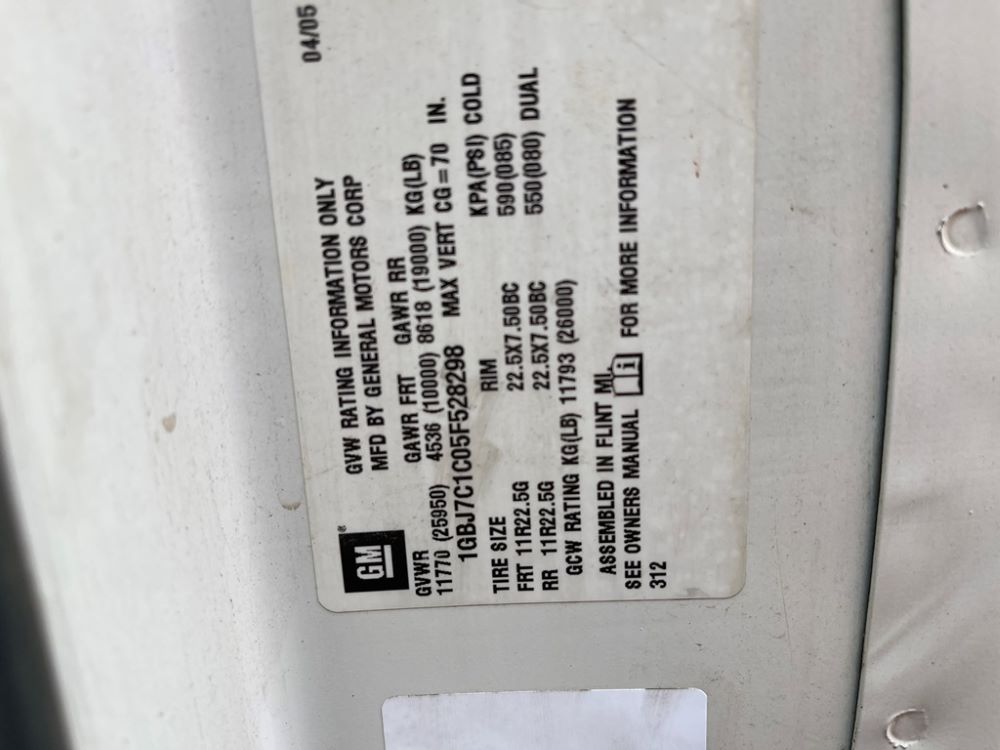 04/05
GM
GVW RATING INFORMATION ONLY
MFD BY GENERAL MOTORS CORP
GVWR GAWR FRT GAWR RR
11770 (25950) 4536 (10000) 8618 (19000) KG(LB)
1GBJ7C1C05F528298 MAX VERT CG=70 IN.
TIRE SIZE RIM KPA(PSI) COLD
FRT 11R22.5G 22.5X7.50BC 590(085)
RR 11R22.5G 22.5X7.50BC 550(080) DUAL
GCW RATING KG(LB) 11793 (26000)
ASSEMBLED IN FLINT MI.
SEE OWNERS MANUAL i FOR MORE INFORMATION
312